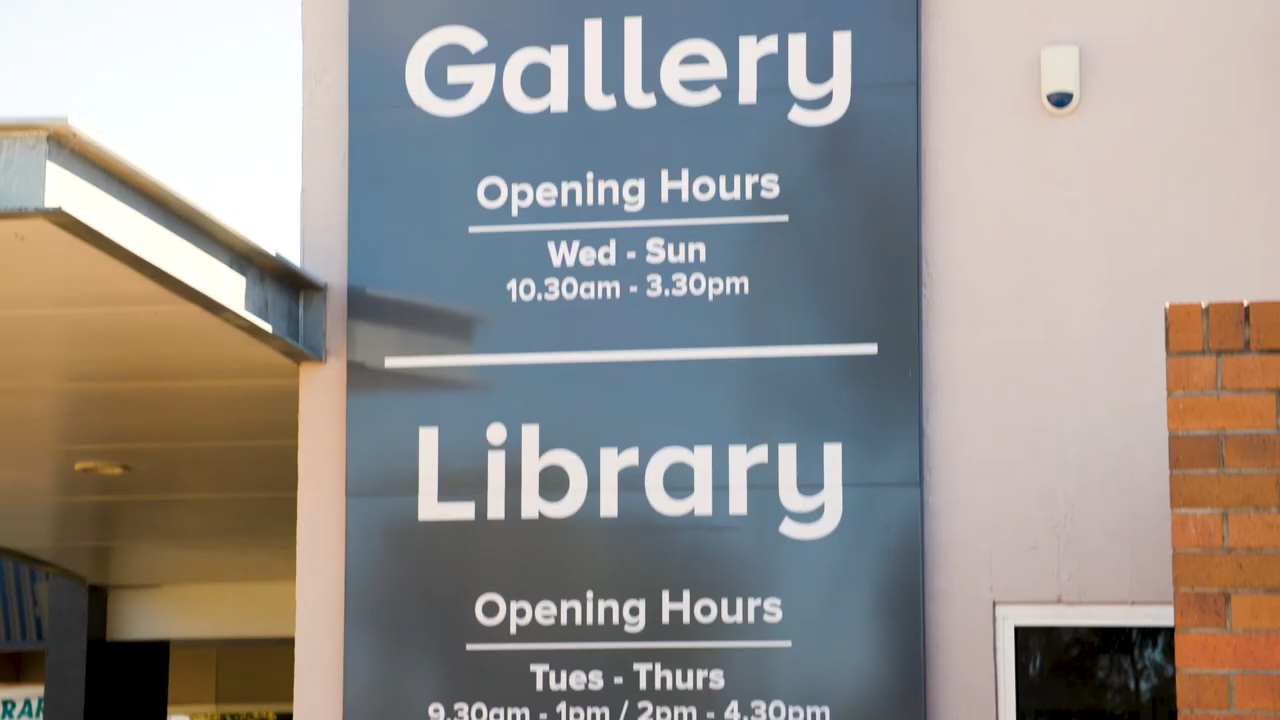 Gallery
Opening Hours
Wed - Sun
10.30am - 3.30pm
Library
Opening Hours
Tues - Thurs
9.30am - 1pm / 2pm - 4.30pm